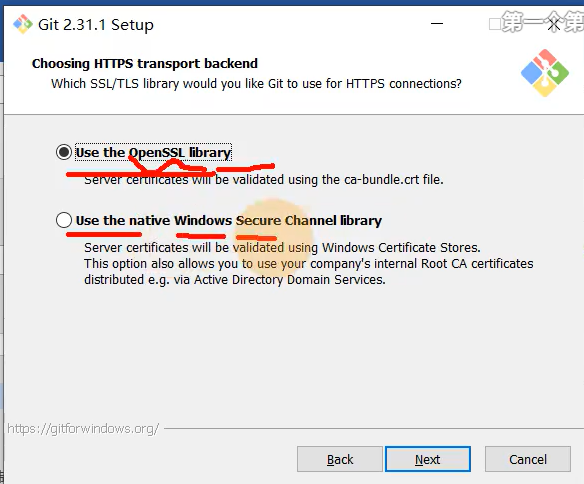 Git 2.31.1 Setup
第一个第
Choosing HTTPS transport backend
Which SSL/TLS library would you like Git to use for HTTPS connections?
Use the OpenSSL library
Server certificates will be validated using the ca-bundle.crt file.
Use the native Windows Secure Channel library
Server certificates will be validated using Windows Certificate Stores.
This option also allows you to use your company's internal Root CA certificates
distributed e.g. via Active Directory Domain Services.
https://gitforwindows.org/
Back
Next
Cancel